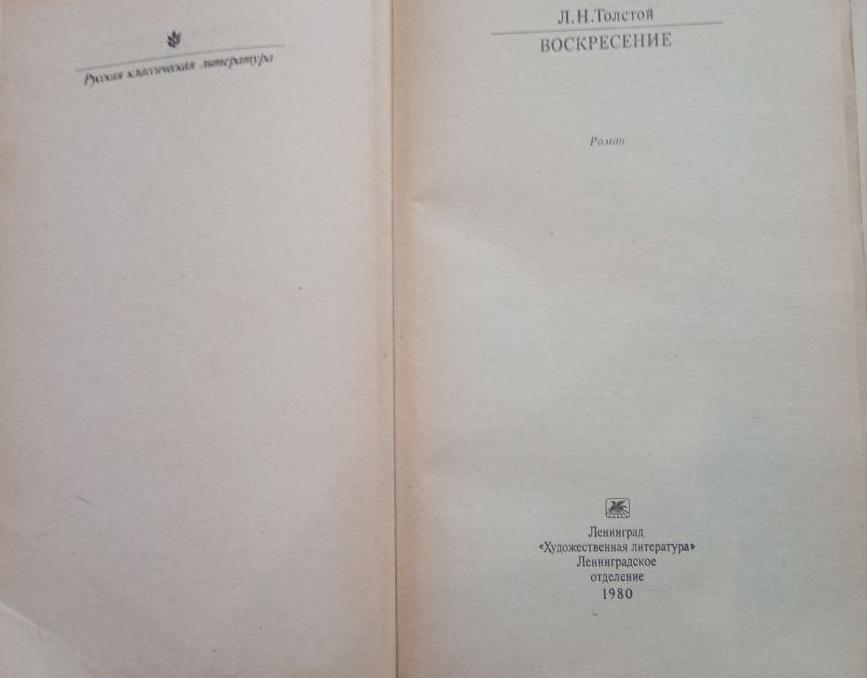 Русская классическая литература
Л.Н.Толстой
ВОСКРЕСЕНИЕ
Роман
Ленинград
«Художественная литература»
Ленинградское
отделение
1980